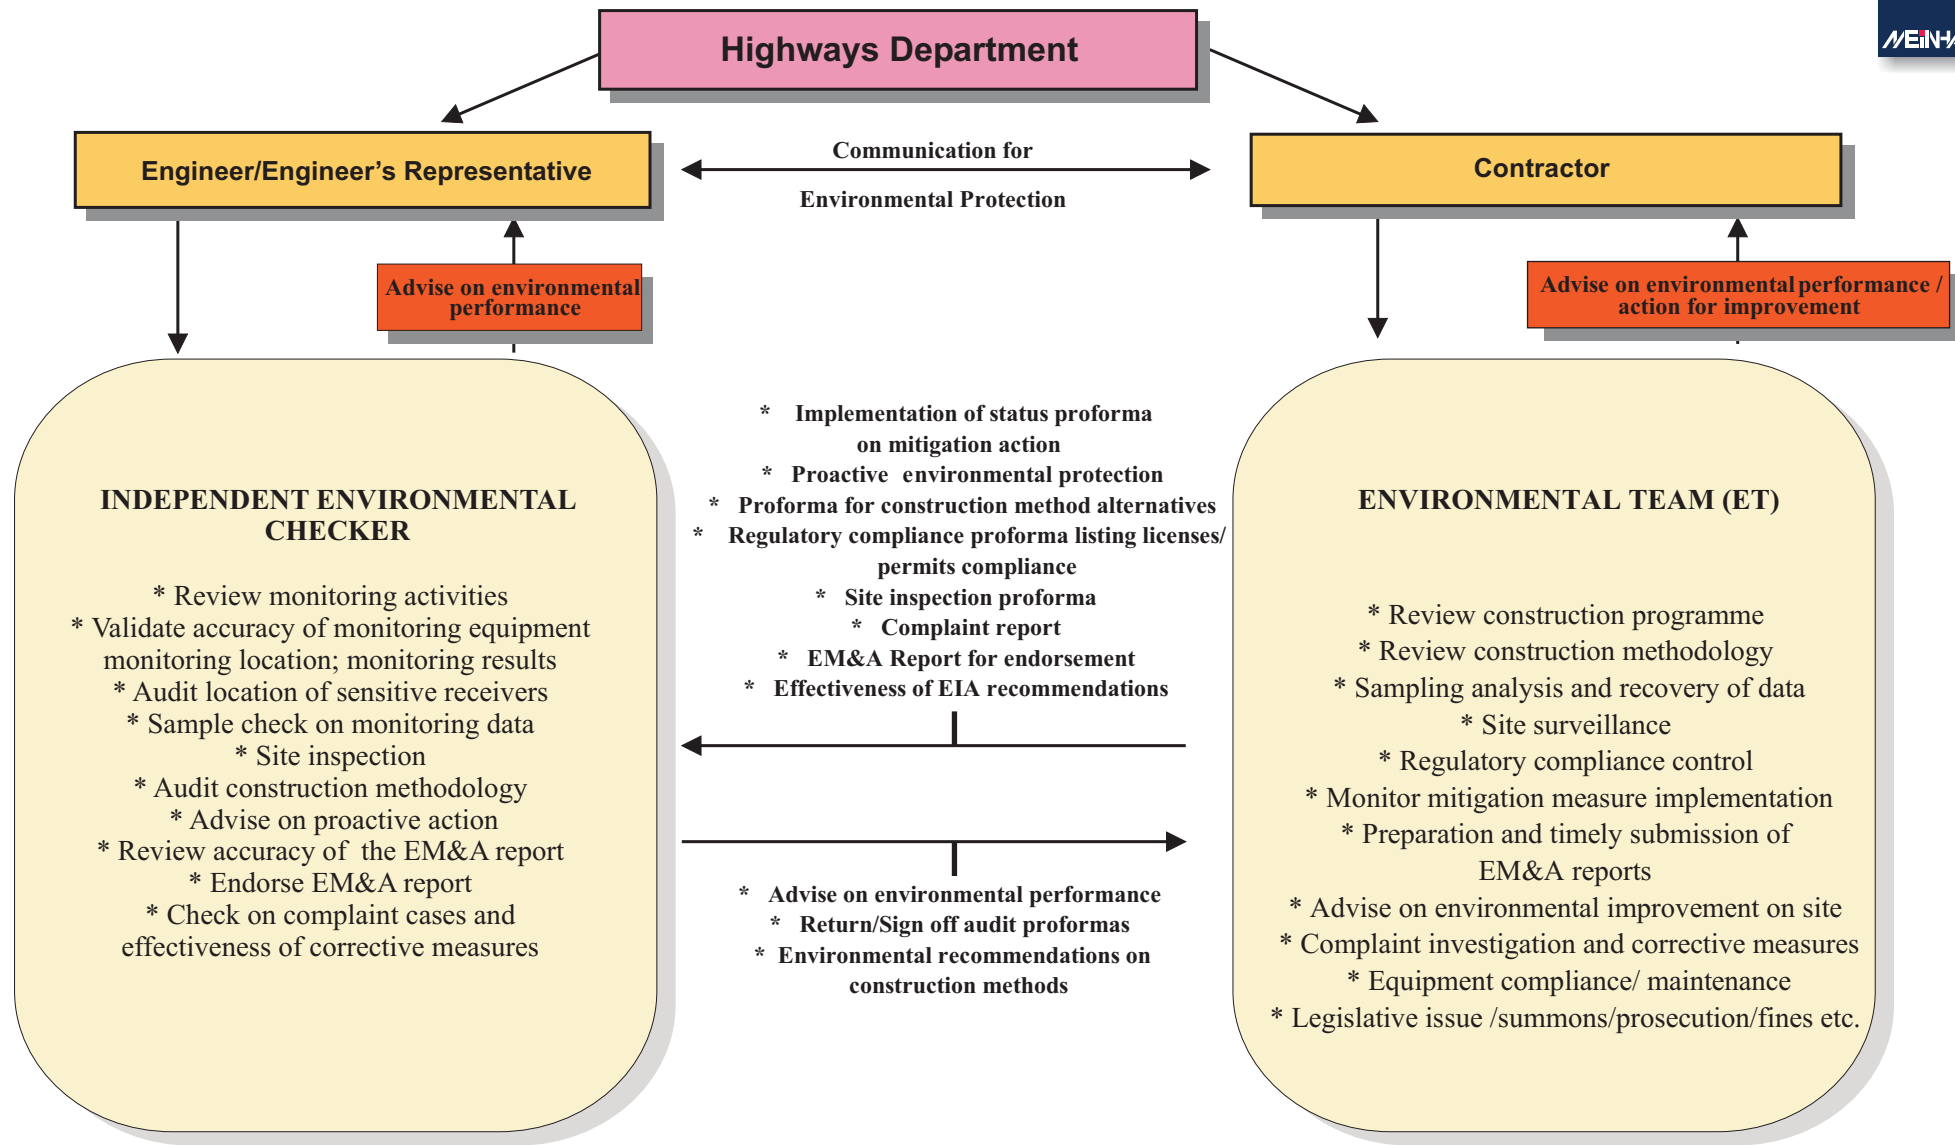 Highways Department
Engineer/Engineer's Representative
Communication for
Environmental Protection
Contractor
Advise on environmental
performance
Advise on environmental performance /
action for improvement
INDEPENDENT ENVIRONMENTAL
CHECKER
* Review monitoring activities
* Validate accuracy of monitoring equipment
monitoring location; monitoring results
* Audit location of sensitive receivers
* Sample check on monitoring data
* Site inspection
* Audit construction methodology
* Advise on proactive action
* Review accuracy of the EM&A report
* Endorse EM&A report
* Check on complaint cases and
effectiveness of corrective measures
* Implementation of status proforma
on mitigation action
* Proactive environmental protection
* Proforma for construction method alternatives
* Regulatory compliance proforma listing licenses/
permits compliance
* Site inspection proforma
* Complaint report
* EM&A Report for endorsement
* Effectiveness of EIA recommendations
* Advise on environmental performance
* Return/Sign off audit proformas
* Environmental recommendations on
construction methods
ENVIRONMENTAL TEAM (ET)
* Review construction programme
* Review construction methodology
* Sampling analysis and recovery of data
* Site surveillance
* Regulatory compliance control
* Monitor mitigation measure implementation
* Preparation and timely submission of
EM&A reports
* Advise on environmental improvement on site
* Complaint investigation and corrective measures
* Equipment compliance/ maintenance
* Legislative issue /summons/prosecution/fines etc.